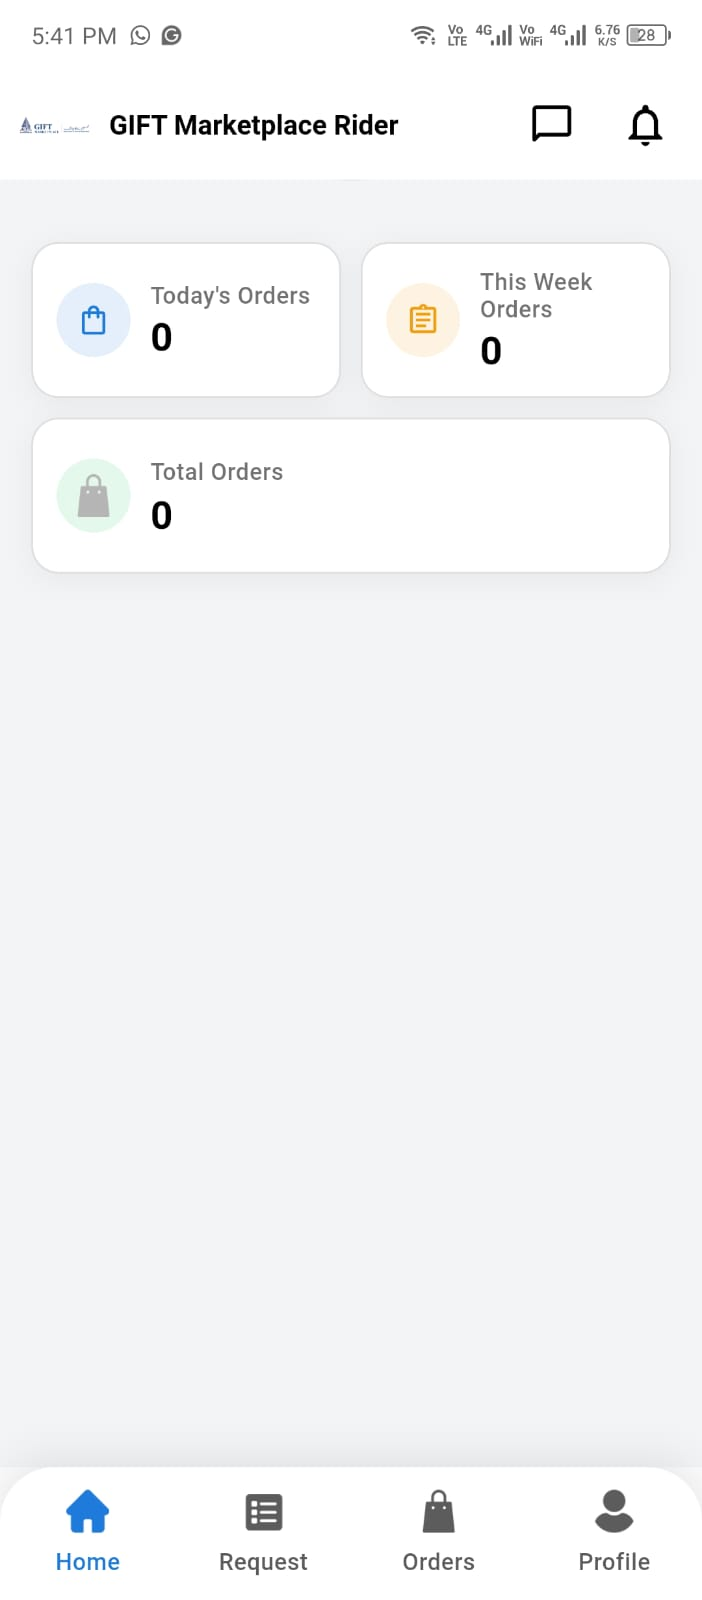 5:41 PM
Vo LTE 4G Vo WiFi 4G 6.76 K/S 28
GIFT
GIFT Marketplace Rider
Today's Orders
0
This Week
Orders
0
Total Orders
0
Home
Request
Orders
Profile